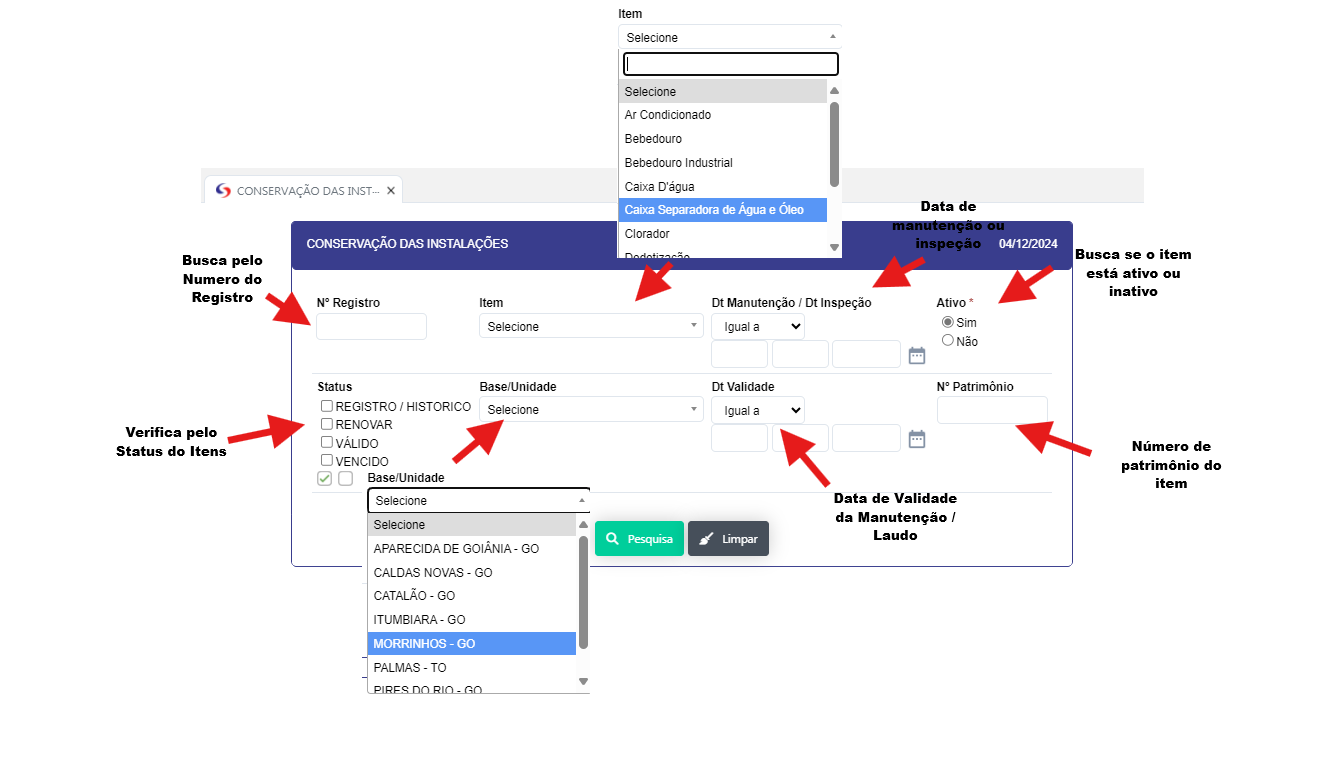 Item
Selecione
Selecione
Ar Condicionado
Bebedouro
Bebedouro Industrial
Caixa D'água
Caixa Separadora de Água e Óleo
Clorador
Dedetização
CONSERVAÇÃO DAS INST...
CONSERVAÇÃO DAS INSTALAÇÕES
04/12/2024
Data de
manutenção ou
inspeção
Busca se o item
está ativo ou
inativo
Busca pelo
Numero do
Registro
Nº Registro
Item
Selecione
Dt Manutenção / Dt Inspeção
Igual a
Ativo *
Sim
Não
Status
REGISTRO / HISTORICO
RENOVAR
VÁLIDO
VENCIDO
Base/Unidade
Selecione
Dt Validade
Igual a
Nº Patrimônio
Verifica pelo
Status do Itens
Número de
patrimônio do
item
Data de Validade
da Manutenção /
Laudo
Base/Unidade
Selecione
Selecione
APARECIDA DE GOIÂNIA - GO
CALDAS NOVAS - GO
CATALÃO - GO
ITUMBIARA - GO
MORRINHOS - GO
PALMAS - TO
PIRES DO RIO - GO
Pesquisa
Limpar